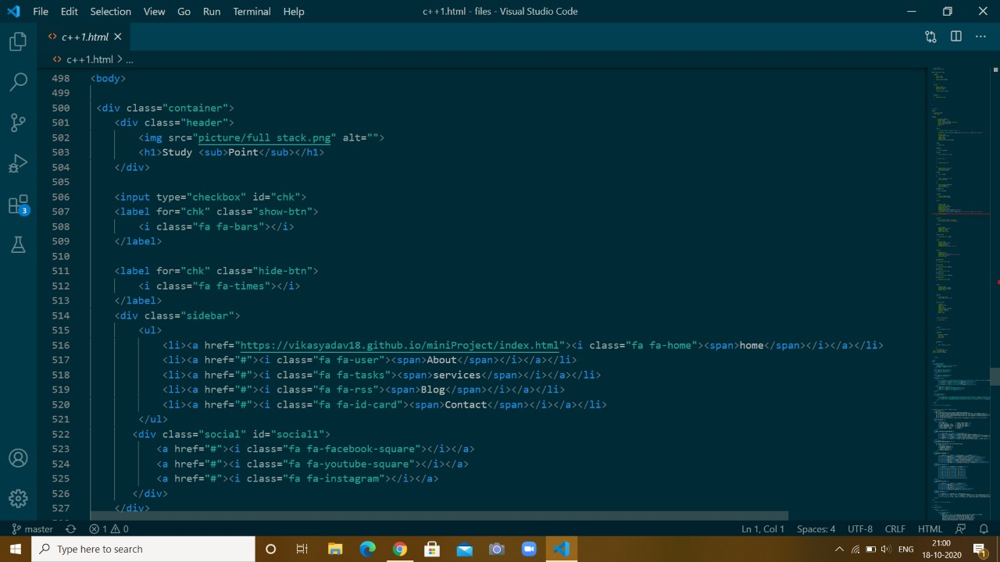 File Edit Selection View Go Run Terminal Help c++1.html - files - Visual Studio Code
c++1.html
c++1.html > ...
498 <body>
499
500 <div class="container">
501 <div class="header">
502 <img src="picture/full stack.png" alt="">
503 <h1>Study <sub>Point</sub></h1>
504 </div>
505
506 <input type="checkbox" id="chk">
507 <label for="chk" class="show-btn">
508 <i class="fa fa-bars"></i>
509 </label>
510
511 <label for="chk" class="hide-btn">
512 <i class="fa fa-times"></i>
513 </label>
514 <div class="sidebar">
515 <ul>
516 <li><a href="https://vikasyadav18.github.io/miniProject/index.html"><i class="fa fa-home"><span>home</span></i></a></li>
517 <li><a href="#"><i class="fa fa-user"><span>About</span></i></a></li>
518 <li><a href="#"><i class="fa fa-tasks"><span>services</span></i></a></li>
519 <li><a href="#"><i class="fa fa-rss"><span>Blog<span></i></a></li>
520 <li><a href="#"><i class="fa fa-id-card"><span>Contact</span></i></a></li>
521 </ul>
522 <div class="social" id="social1">
523 <a href="#"><i class="fa fa-facebook-square "></i></a>
524 <a href="#"><i class="fa fa-youtube-square"></i></a>
525 <a href="#"><i class="fa fa-instagram"></i></a>
526 </div>
527 </div>
3
master 1 0 Ln 1, Col 1 Spaces: 4 UTF-8 CRLF HTML
Type here to search ENG 21:00
18-10-2020 1